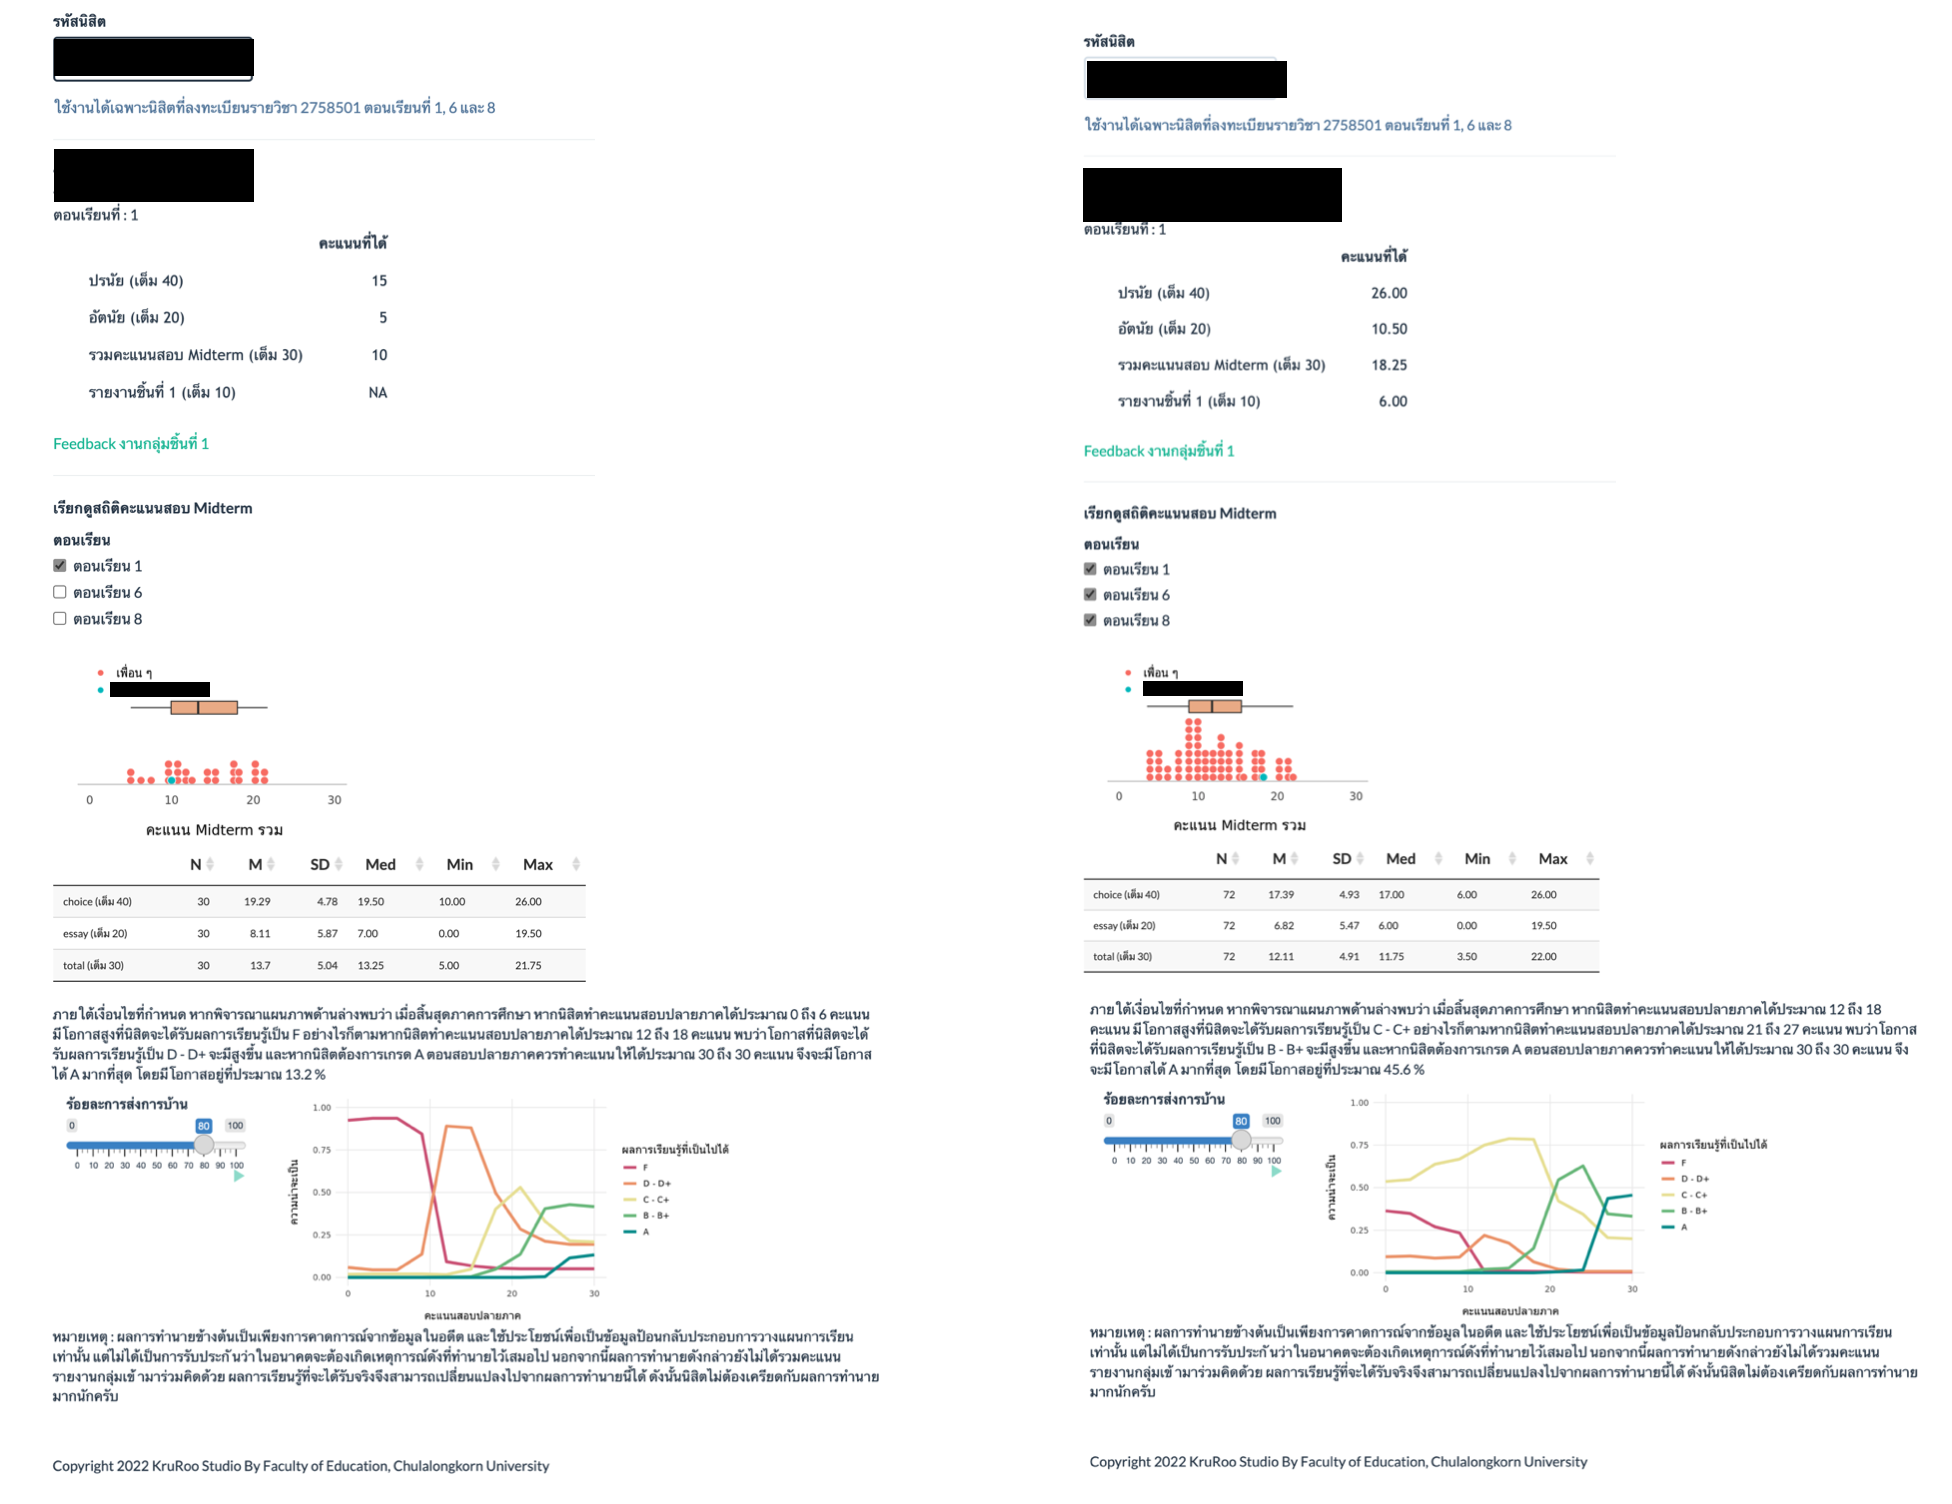 รหัสนิสิต
ใช้งานได้เฉพาะนิสิตที่ลงทะเบียนรายวิชา 2758501 ตอนเรียนที่ 1, 6 และ 8
ตอนเรียนที่ : 1
คะแนนที่ได้
ปรนัย (เต็ม 40) 15
อัตนัย (เต็ม 20) 5
รวมคะแนนสอบ Midterm (เต็ม 30) 10
รายงานชิ้นที่ 1 (เต็ม 10) NA
Feedback งานกลุ่มชิ้นที่ 1
เรียกดูสถิติคะแนนสอบ Midterm
ตอนเรียน
ตอนเรียน 1
ตอนเรียน 6
ตอนเรียน 8
เพื่อน ๆ
0 10 20 30
คะแนน Midterm รวม
N M SD Med Min Max
choice (เต็ม 40) 30 19.29 4.78 19.50 10.00 26.00
essay (เต็ม 20) 30 8.11 5.87 7.00 0.00 19.50
total (เต็ม 30) 30 13.7 5.04 13.25 5.00 21.75
ภายใต้เงื่อนไขที่กำหนด หากพิจารณาแผนภาพด้านล่างพบว่า เมื่อสิ้นสุดภาคการศึกษา หากนิสิตทำคะแนนสอบปลายภาคได้ประมาณ 0 ถึง 6 คะแนน
มีโอกาสสูงที่นิสิตจะได้รับผลการเรียนรู้เป็น F อย่างไรก็ตามหากนิสิตทำคะแนนสอบปลายภาคได้ประมาณ 12 ถึง 18 คะแนน พบว่าโอกาสที่นิสิตจะได้
รับผลการเรียนรู้เป็น D - D+ จะมีสูงขึ้น และหากนิสิตต้องการเกรด A ตอนสอบปลายภาคควรทำคะแนนให้ได้ประมาณ 30 ถึง 30 คะแนน จึงจะมีโอกาส
ได้ A มากที่สุด โดยมีโอกาสอยู่ที่ประมาณ 13.2 %
ร้อยละการส่งการบ้าน
0 80 100
0 10 20 30 40 50 60 70 80 90 100
ความน่าจะเป็น
1.00
0.75
0.50
0.25
0.00
0 10 20 30
คะแนนสอบปลายภาค
ผลการเรียนรู้ที่เป็นไปได้
F
D - D+
C - C+
B - B+
A
หมายเหตุ : ผลการทำนายข้างต้นเป็นเพียงการคาดการณ์จากข้อมูลในอดีต และใช้ประโยชน์เพื่อเป็นข้อมูลป้อนกลับประกอบการวางแผนการเรียน
เท่านั้น แต่ไม่ได้เป็นการรับประกันว่าในอนาคตจะต้องเกิดเหตุการณ์ดังที่ทำนายไว้เสมอไป นอกจากนี้ผลการทำนายดังกล่าวยังไม่ได้รวมคะแนน
รายงานกลุ่มเข้ามาร่วมคิดด้วย ผลการเรียนรู้ที่จะได้รับจริงจึงสามารถเปลี่ยนแปลงไปจากผลการทำนายนี้ได้ ดังนั้นนิสิตไม่ต้องเครียดกับผลการทำนาย
มากนักครับ
Copyright 2022 KruRoo Studio By Faculty of Education, Chulalongkorn University
รหัสนิสิต
ใช้งานได้เฉพาะนิสิตที่ลงทะเบียนรายวิชา 2758501 ตอนเรียนที่ 1, 6 และ 8
ตอนเรียนที่ : 1
คะแนนที่ได้
ปรนัย (เต็ม 40) 26.00
อัตนัย (เต็ม 20) 10.50
รวมคะแนนสอบ Midterm (เต็ม 30) 18.25
รายงานชิ้นที่ 1 (เต็ม 10) 6.00
Feedback งานกลุ่มชิ้นที่ 1
เรียกดูสถิติคะแนนสอบ Midterm
ตอนเรียน
ตอนเรียน 1
ตอนเรียน 6
ตอนเรียน 8
เพื่อน ๆ
0 10 20 30
คะแนน Midterm รวม
N M SD Med Min Max
choice (เต็ม 40) 72 17.39 4.93 17.00 6.00 26.00
essay (เต็ม 20) 72 6.82 5.47 6.00 0.00 19.50
total (เต็ม 30) 72 12.11 4.91 11.75 3.50 22.00
ภายใต้เงื่อนไขที่กำหนด หากพิจารณาแผนภาพด้านล่างพบว่า เมื่อสิ้นสุดภาคการศึกษา หากนิสิตทำคะแนนสอบปลายภาคได้ประมาณ 12 ถึง 18
คะแนน มีโอกาสสูงที่นิสิตจะได้รับผลการเรียนรู้เป็น C - C+ อย่างไรก็ตามหากนิสิตทำคะแนนสอบปลายภาคได้ประมาณ 21 ถึง 27 คะแนน พบว่าโอกาส
ที่นิสิตจะได้รับผลการเรียนรู้เป็น B - B+ จะมีสูงขึ้น และหากนิสิตต้องการเกรด A ตอนสอบปลายภาคควรทำคะแนนให้ได้ประมาณ 30 ถึง 30 คะแนน จึง
จะมีโอกาสได้ A มากที่สุด โดยมีโอกาสอยู่ที่ประมาณ 45.6 %
ร้อยละการส่งการบ้าน
0 80 100
0 10 20 30 40 50 60 70 80 90 100
ความน่าจะเป็น
1.00
0.75
0.50
0.25
0.00
0 10 20 30
คะแนนสอบปลายภาค
ผลการเรียนรู้ที่เป็นไปได้
F
D - D+
C - C+
B - B+
A
หมายเหตุ : ผลการทำนายข้างต้นเป็นเพียงการคาดการณ์จากข้อมูลในอดีต และใช้ประโยชน์เพื่อเป็นข้อมูลป้อนกลับประกอบการวางแผนการเรียน
เท่านั้น แต่ไม่ได้เป็นการรับประกันว่าในอนาคตจะต้องเกิดเหตุการณ์ดังที่ทำนายไว้เสมอไป นอกจากนี้ผลการทำนายดังกล่าวยังไม่ได้รวมคะแนน
รายงานกลุ่มเข้ามาร่วมคิดด้วย ผลการเรียนรู้ที่จะได้รับจริงจึงสามารถเปลี่ยนแปลงไปจากผลการทำนายนี้ได้ ดังนั้นนิสิตไม่ต้องเครียดกับผลการทำนาย
มากนักครับ
Copyright 2022 KruRoo Studio By Faculty of Education, Chulalongkorn University